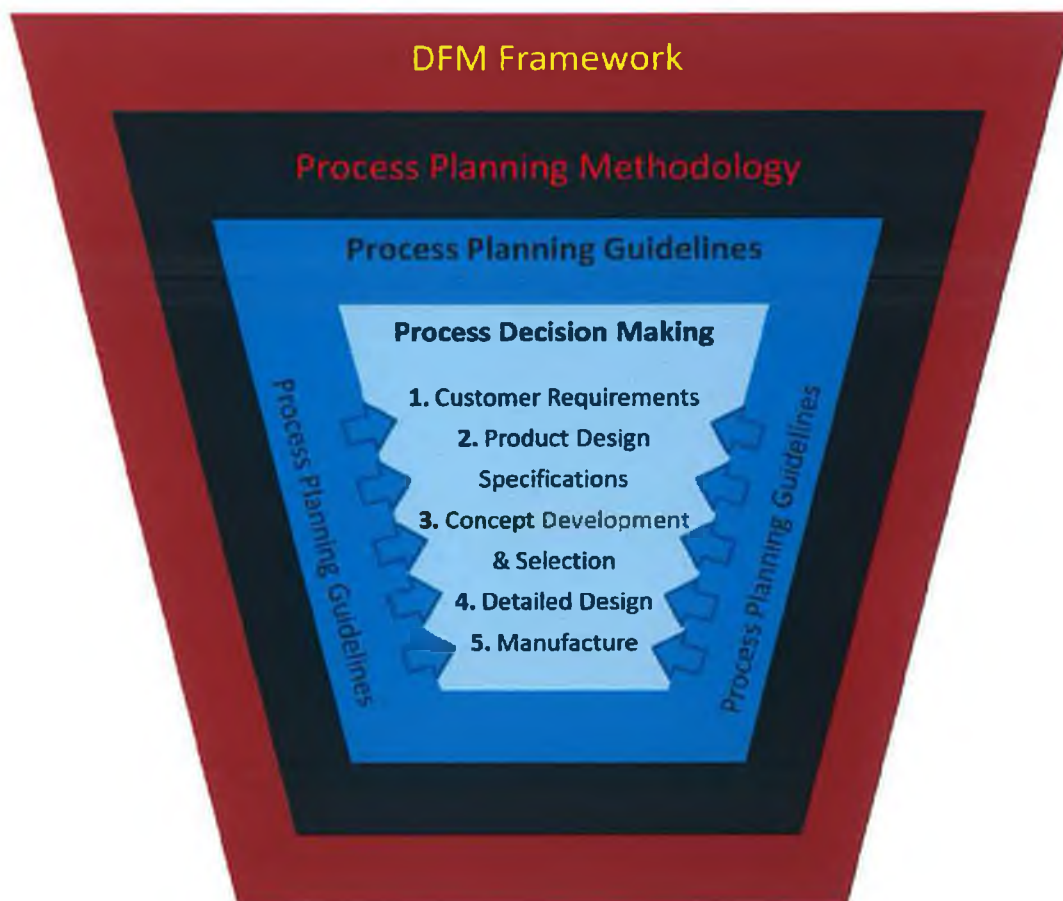 DFM Framework
Process Planning Methodology
Process Planning Guidelines
Process Decision Making
1. Customer Requirements
2. Product Design
Specifications
3. Concept Development
& Selection
4. Detailed Design
5. Manufacture
Process Planning Guidelines
Process Planning Guidelines